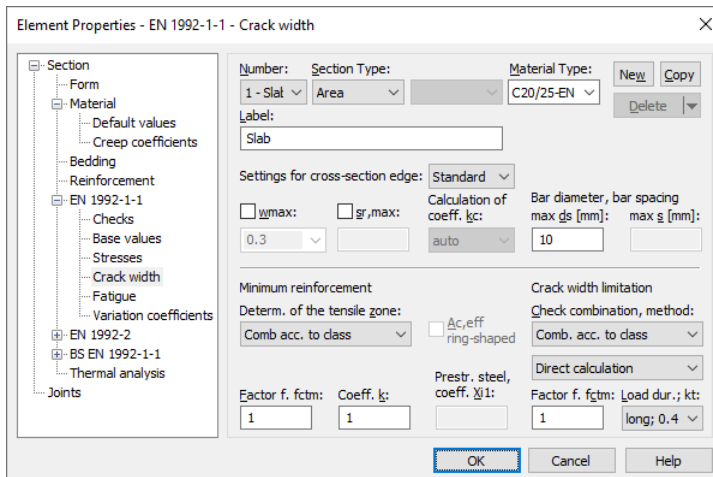 Element Properties - EN 1992-1-1 - Crack width
Section
Form
Material
Default values
Creep coefficients
Bedding
Reinforcement
EN 1992-1-1
Checks
Base values
Stresses
Crack width
Fatigue
Variation coefficients
EN 1992-2
BS EN 1992-1-1
Thermal analysis
Joints
Number: Section Type: Material Type: New Copy
1 - Slab Area C20/25-EN Delete
Label:
Slab
Settings for cross-section edge: Standard
wmax: sr,max: Calculation of coeff. kc: Bar diameter, bar spacing
max ds [mm]: max s [mm]:
0.3 auto 10
Minimum reinforcement Crack width limitation
Determ. of the tensile zone: Ac,eff ring-shaped Check combination, method:
Comb acc. to class Comb. acc. to class
Direct calculation
Factor f. fctm: Coeff. k: Prestr. steel, coeff. Xi1: Factor f. fctm: Load dur.; kt:
1 1 1 long; 0.4
OK Cancel Help